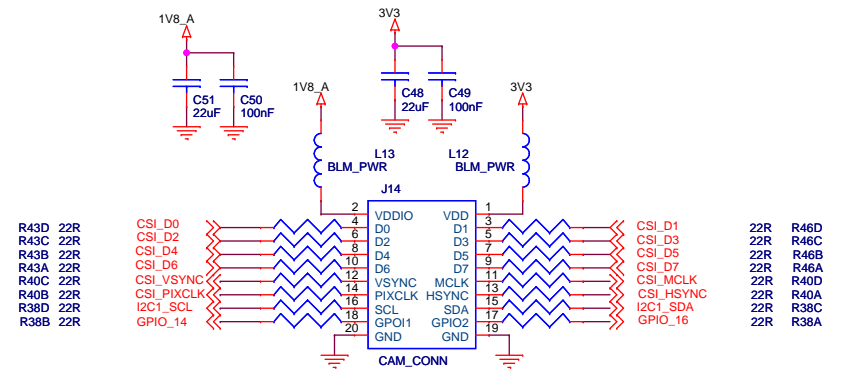 1V8_A
3V3
C51
22uF
C50
100nF
C48
22uF
C49
100nF
1V8_A
3V3
L13
BLM_PWR
L12
BLM_PWR
J14
2 VDDIO VDD 1
R43D 22R CSI_D0 4 D0 D1 3 CSI_D1 22R R46D
R43C 22R CSI_D2 6 D2 D3 5 CSI_D3 22R R46C
R43B 22R CSI_D4 8 D4 D5 7 CSI_D5 22R R46B
R43A 22R CSI_D6 10 D6 D7 9 CSI_D7 22R R46A
R40C 22R CSI_VSYNC 12 VSYNC MCLK 11 CSI_MCLK 22R R40D
R40B 22R CSI_PIXCLK 14 PIXCLK HSYNC 13 CSI_HSYNC 22R R40A
R38D 22R I2C1_SCL 16 SCL SDA 15 I2C1_SDA 22R R38C
R38B 22R GPIO_14 18 GPOI1 GPIO2 17 GPIO_16 22R R38A
20 GND GND 19
CAM_CONN